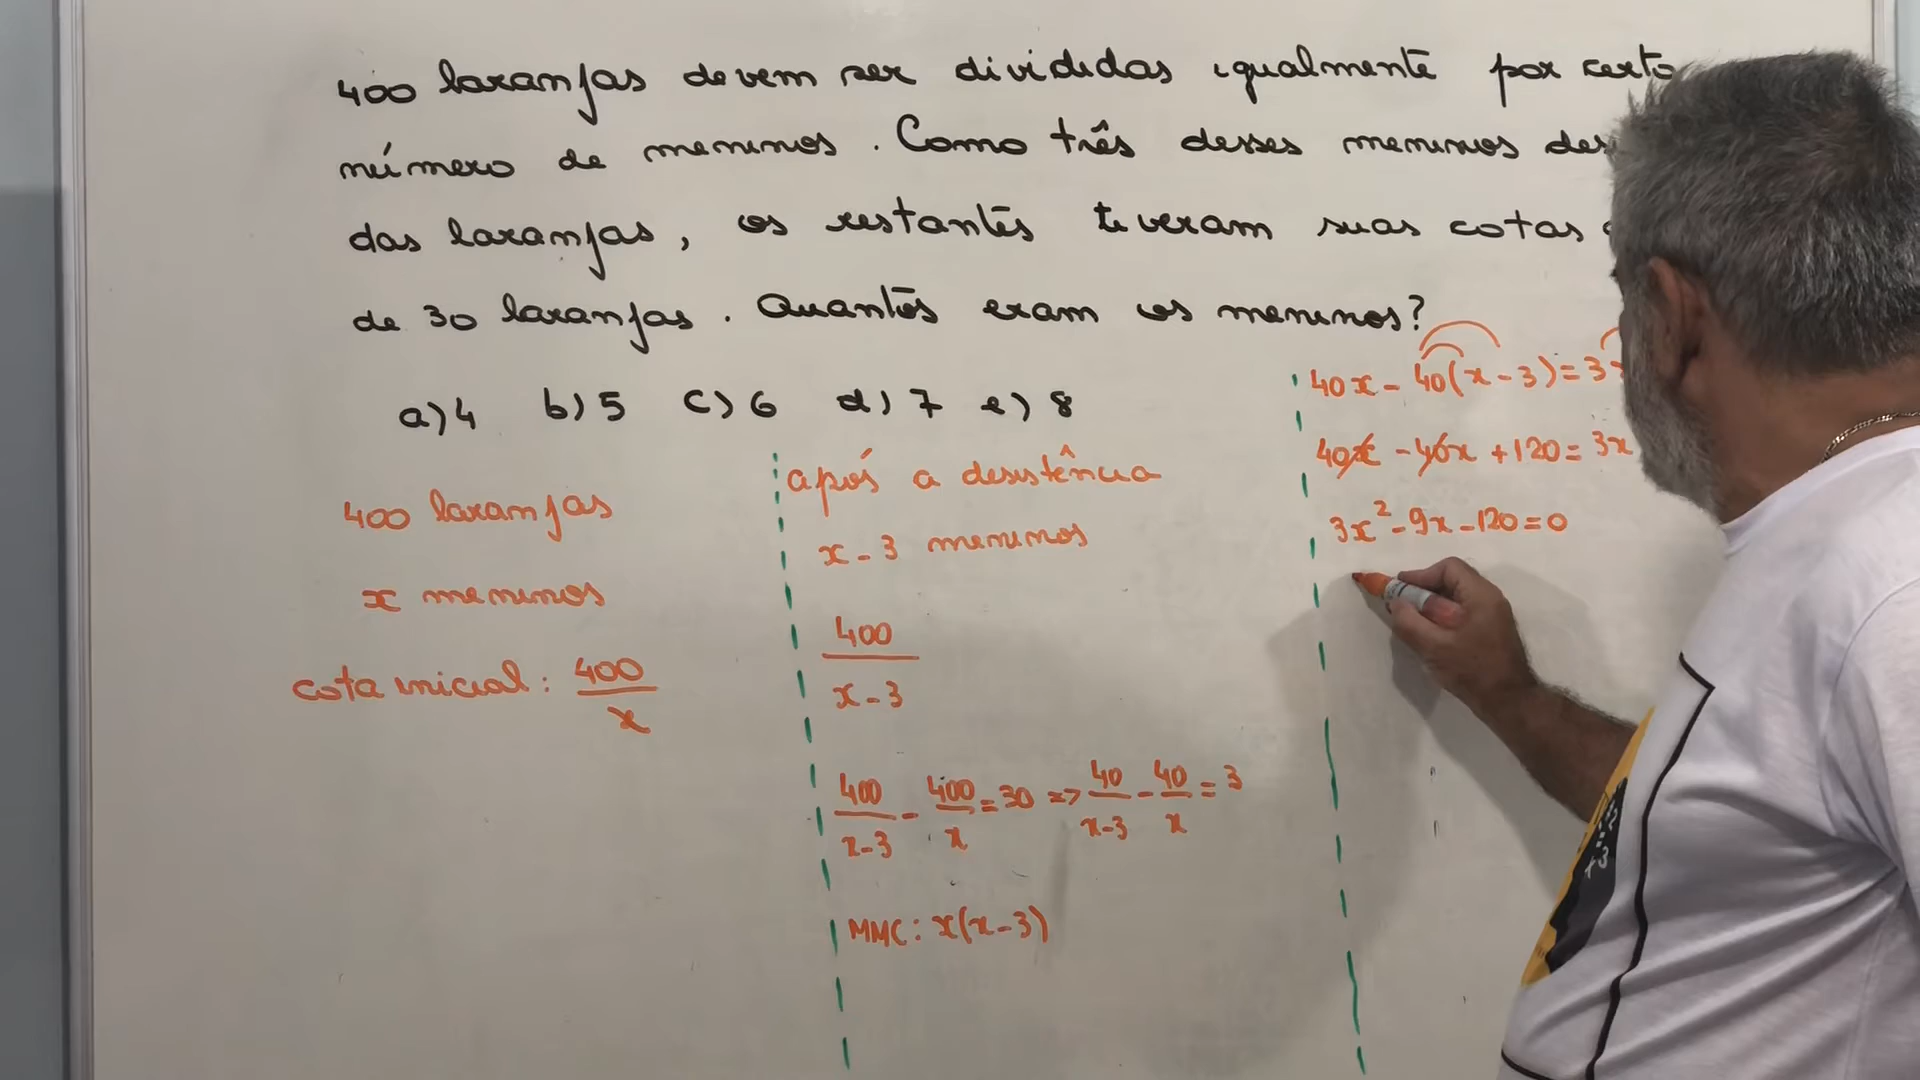 400 laranjas devem ser divididas igualmente por certo
número de meninos. Como três desses meninos des
das laranjas, os restantes tiveram suas cotas
de 30 laranjas. Quantos eram os meninos?
a) 4 b) 5 c) 6 d) 7 e) 8
400 laranjas
x meninos
cota inicial: 400/x
após a desistência
x - 3 meninos
400/x - 3
400/x-3 - 400/x = 30 => 40/x-3 - 40/x = 3
MMC: x(x-3)
40x - 40(x - 3) = 3x
40x - 40x + 120 = 3x
3x² - 9x - 120 = 0